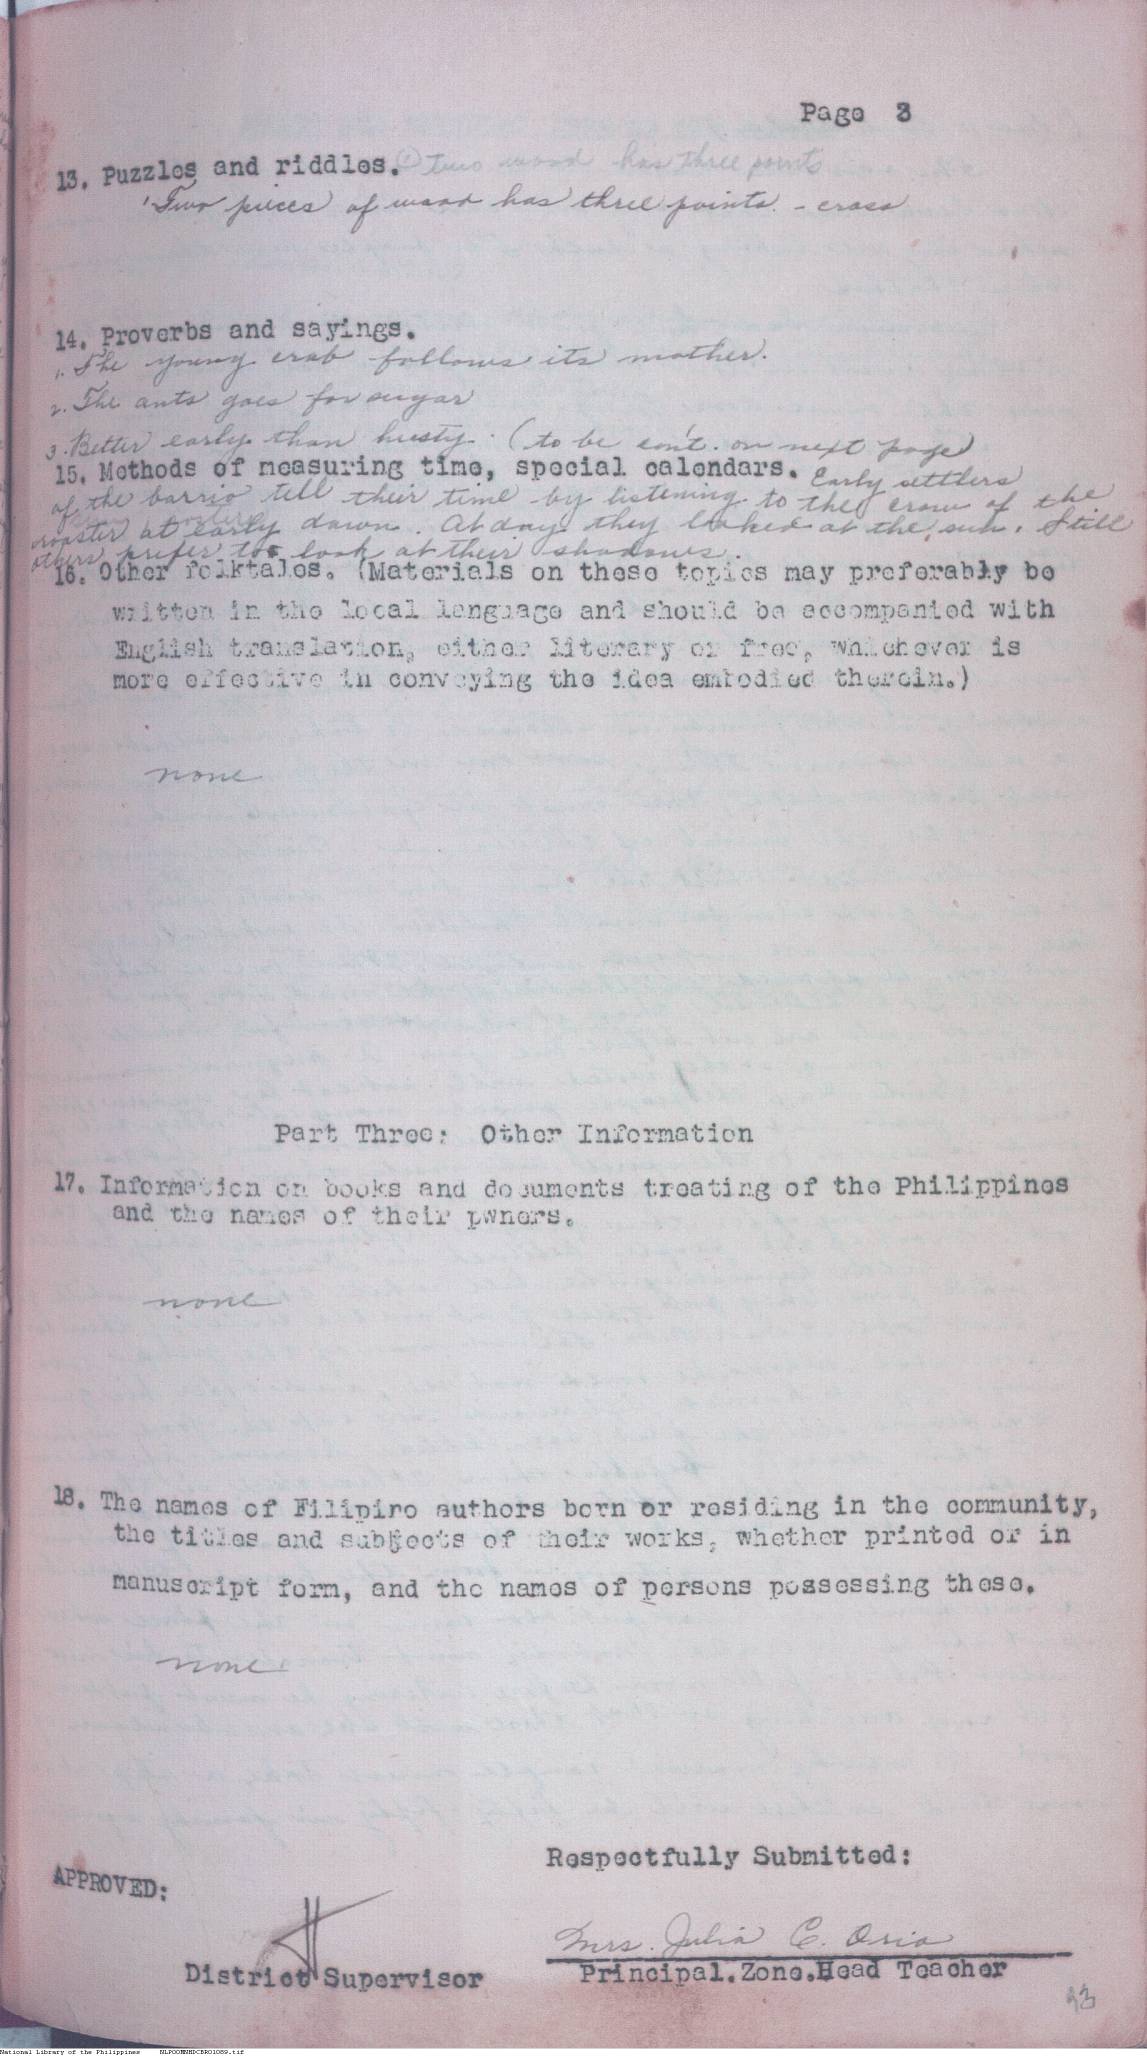 Page 3
13. Puzzles and riddles. ① Two wood has three points
1 Two pieces of wood has three points. - cross
14. Proverbs and sayings.
1. The young crab follows its mother.
2. The ants goes for sugar
3. Better early than husty. (to be con't. on next page)
15. Methods of measuring time, special calendars. Early settlers
of the barrio tell their time by listening to the crow of the
rooster at early dawn. At day they looked at the sun. Still
others prefer to look at their shadows.
16. Other folktales. (Materials on these topics may preferably be
written in the local language and should be accompanied with
English translation, either literary or free, whichever is
more effective in conveying the idea embodied therein.)
none
Part Three: Other Information
17. Information on books and documents treating of the Philippines
and the names of their pwners.
none
18. The names of Filipino authors born or residing in the community,
the titles and subjects of their works, whether printed or in
manuscript form, and the names of persons possessing these.
none
Respectfully Submitted:
APPROVED:
Mrs. Julia C. Oria
District Supervisor
Principal.Zone.Head Teacher
93
National Library of the Philippines NLPOOMNHDCBR01089.tif